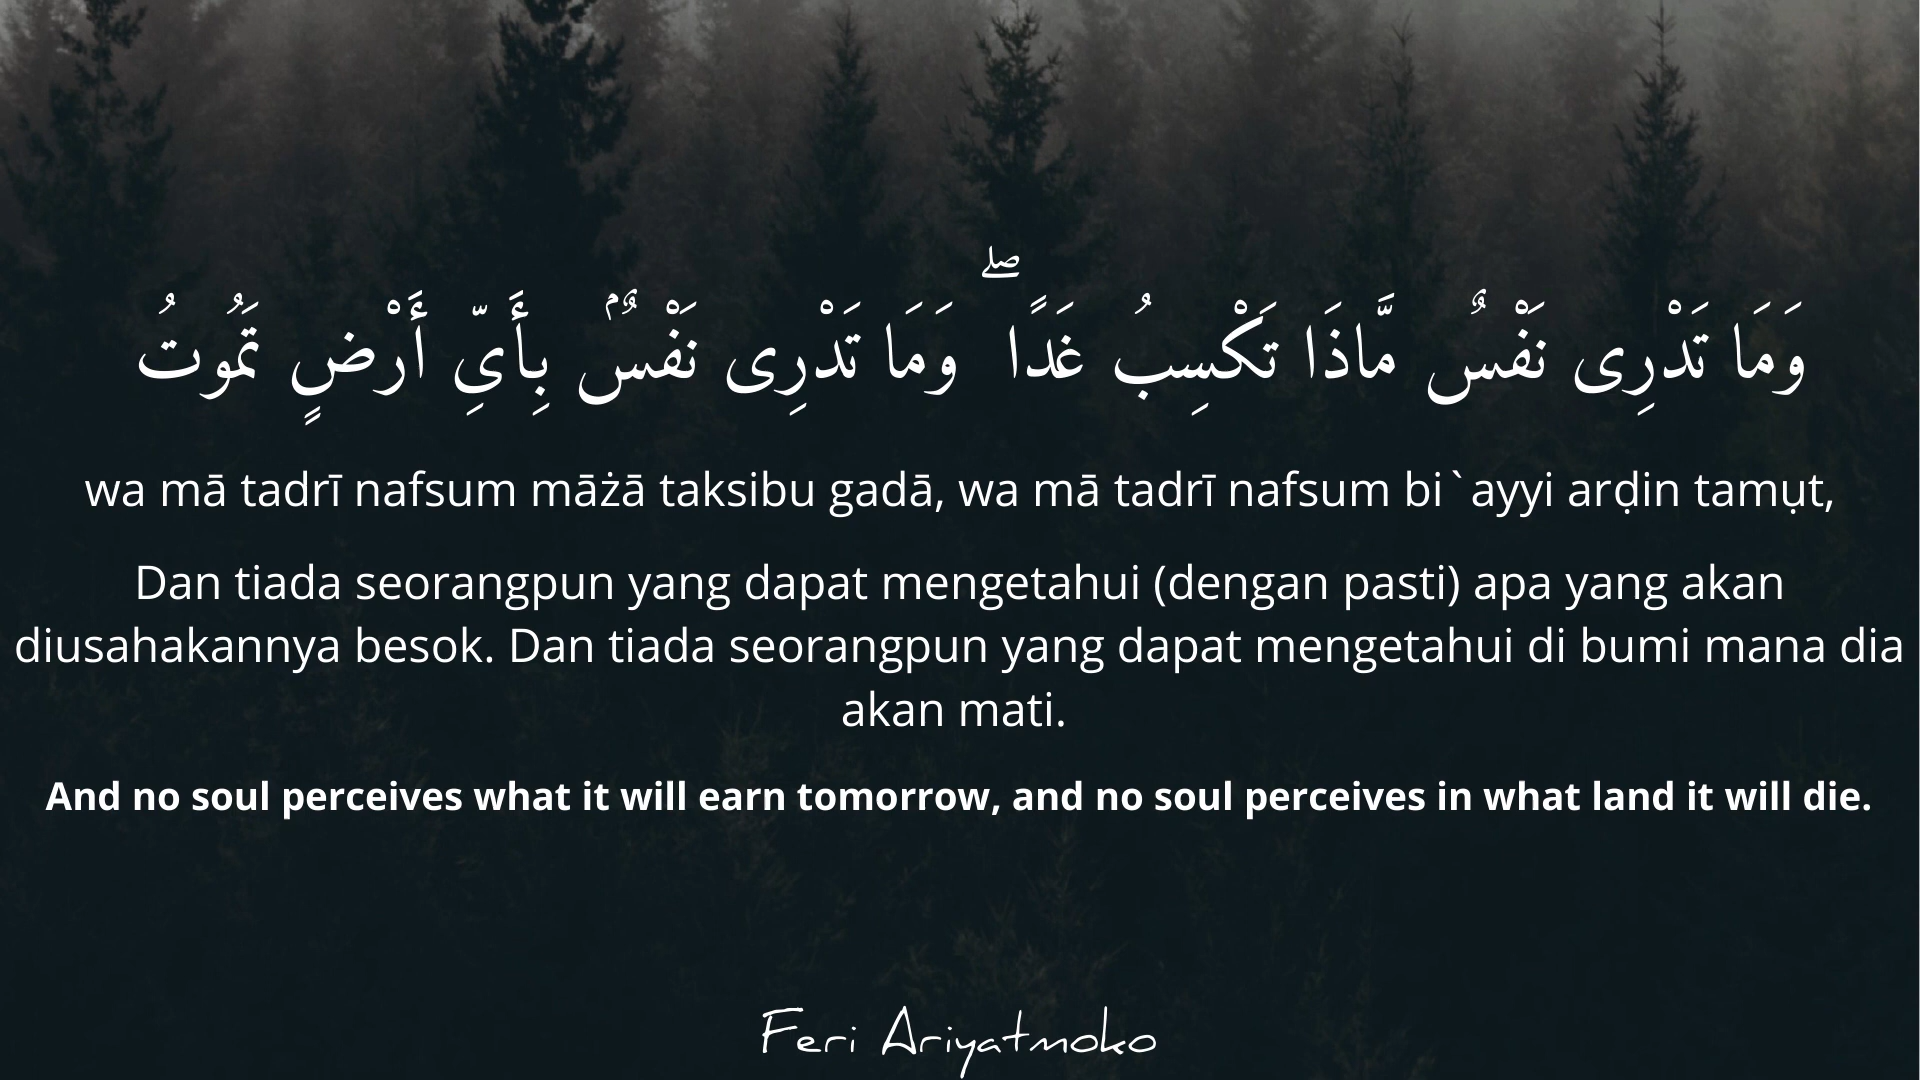 وَمَا تَدْرِى نَفْسٌ مَّاذَا تَكْسِبُ غَدًا ۖ وَمَا تَدْرِى نَفْسٌۢ بِأَىِّ أَرْضٍ تَمُوتُ
wa mā tadrī nafsum māżā taksibu gadā, wa mā tadrī nafsum bi`ayyi arḍin tamụt,
Dan tiada seorangpun yang dapat mengetahui (dengan pasti) apa yang akan
diusahakannya besok. Dan tiada seorangpun yang dapat mengetahui di bumi mana dia
akan mati.
And no soul perceives what it will earn tomorrow, and no soul perceives in what land it will die.
Feri Ariyatmoko